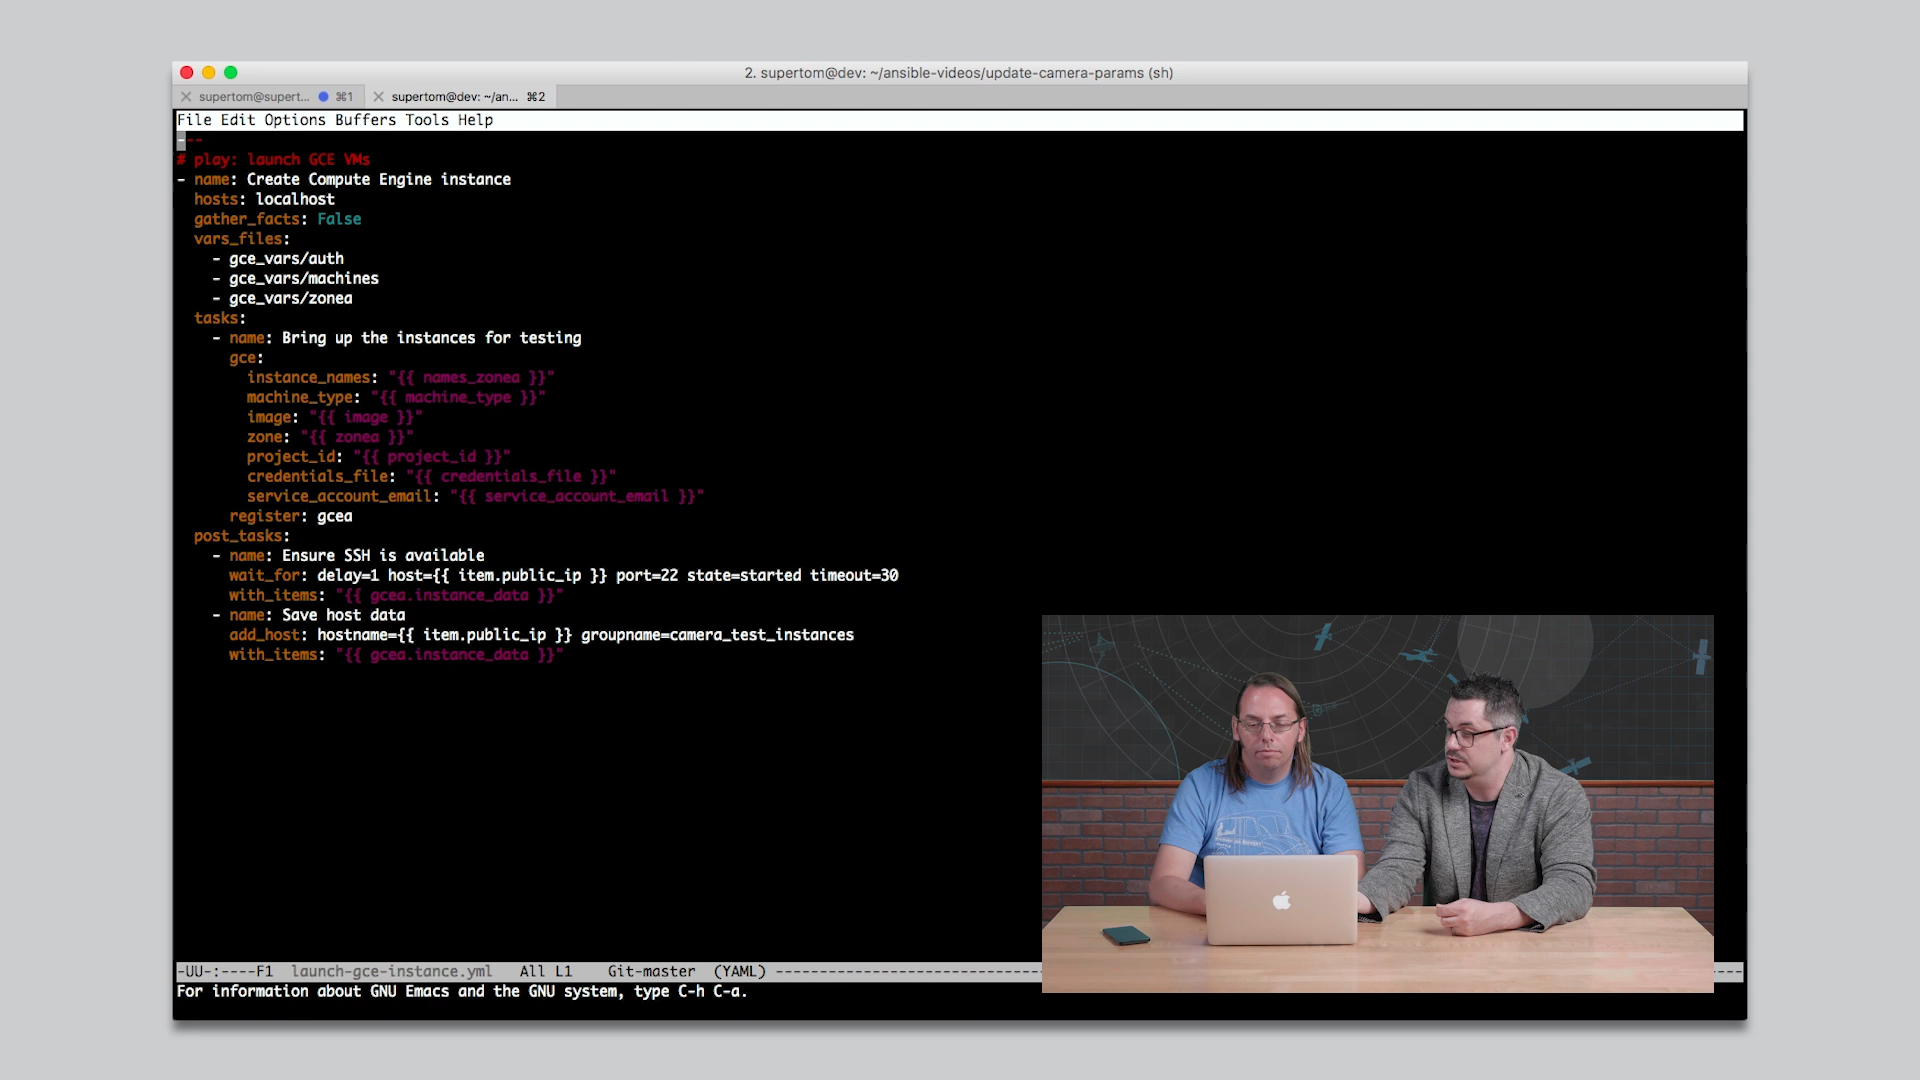 2. supertom@dev: ~/ansible-videos/update-camera-params (sh)
supertom@supert... ⌘1
supertom@dev: ~/an... ⌘2
File Edit Options Buffers Tools Help
---
# play: launch GCE VMs
- name: Create Compute Engine instance
  hosts: localhost
  gather_facts: False
  vars_files:
    - gce_vars/auth
    - gce_vars/machines
    - gce_vars/zonea
  tasks:
    - name: Bring up the instances for testing
      gce:
        instance_names: "{{ names_zonea }}"
        machine_type: "{{ machine_type }}"
        image: "{{ image }}"
        zone: "{{ zonea }}"
        project_id: "{{ project_id }}"
        credentials_file: "{{ credentials_file }}"
        service_account_email: "{{ service_account_email }}"
      register: gcea
  post_tasks:
    - name: Ensure SSH is available
      wait_for: delay=1 host={{ item.public_ip }} port=22 state=started timeout=30
      with_items: "{{ gcea.instance_data }}"
    - name: Save host data
      add_host: hostname={{ item.public_ip }} groupname=camera_test_instances
      with_items: "{{ gcea.instance_data }}"
-UU-:----F1  launch-gce-instance.yml   All L1    Git-master  (YAML) ------------------------------
For information about GNU Emacs and the GNU system, type C-h C-a.